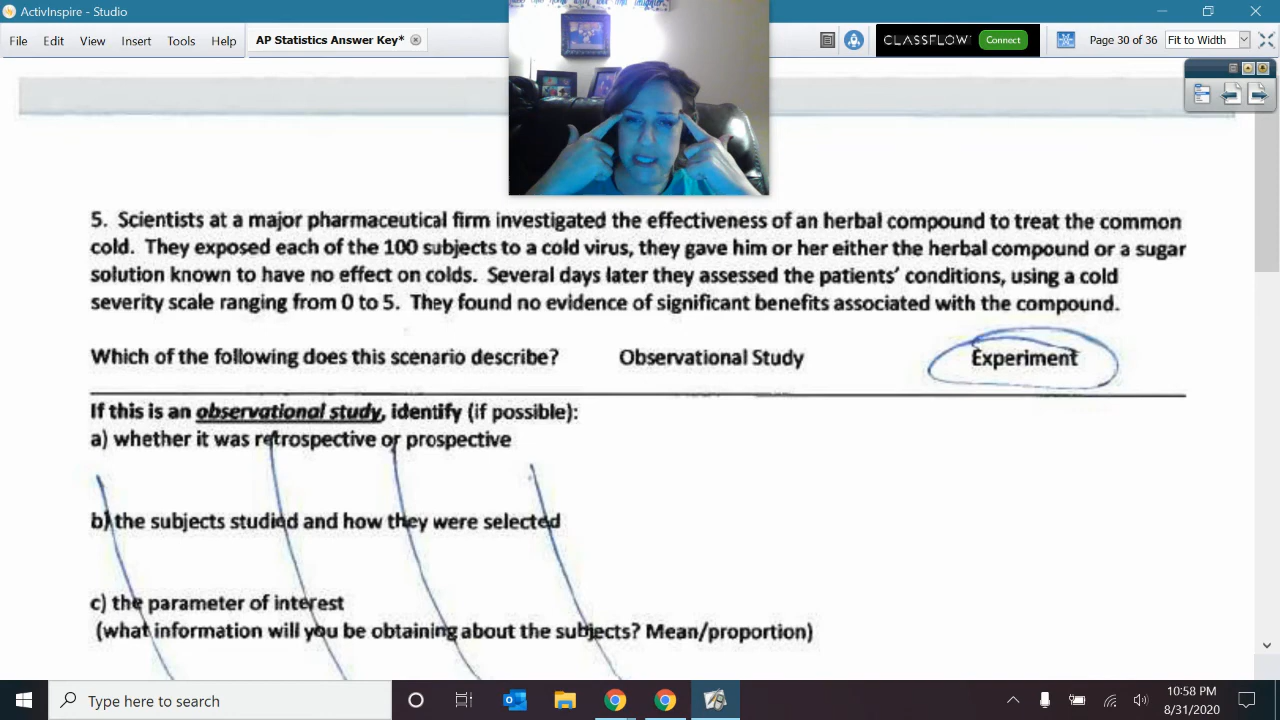 ActivInspire - Studio
File Edit View Insert Tools Help AP Statistics Answer Key* CLASSFLOW Connect Page 30 of 36 Fit to Width
5. Scientists at a major pharmaceutical firm investigated the effectiveness of an herbal compound to treat the common
cold. They exposed each of the 100 subjects to a cold virus, they gave him or her either the herbal compound or a sugar
solution known to have no effect on colds. Several days later they assessed the patients' conditions, using a cold
severity scale ranging from 0 to 5. They found no evidence of significant benefits associated with the compound.
Which of the following does this scenario describe? Observational Study Experiment
If this is an observational study, identify (if possible):
a) whether it was retrospective or prospective
b) the subjects studied and how they were selected
c) the parameter of interest
(what information will you be obtaining about the subjects? Mean/proportion)
Type here to search
10:58 PM
8/31/2020